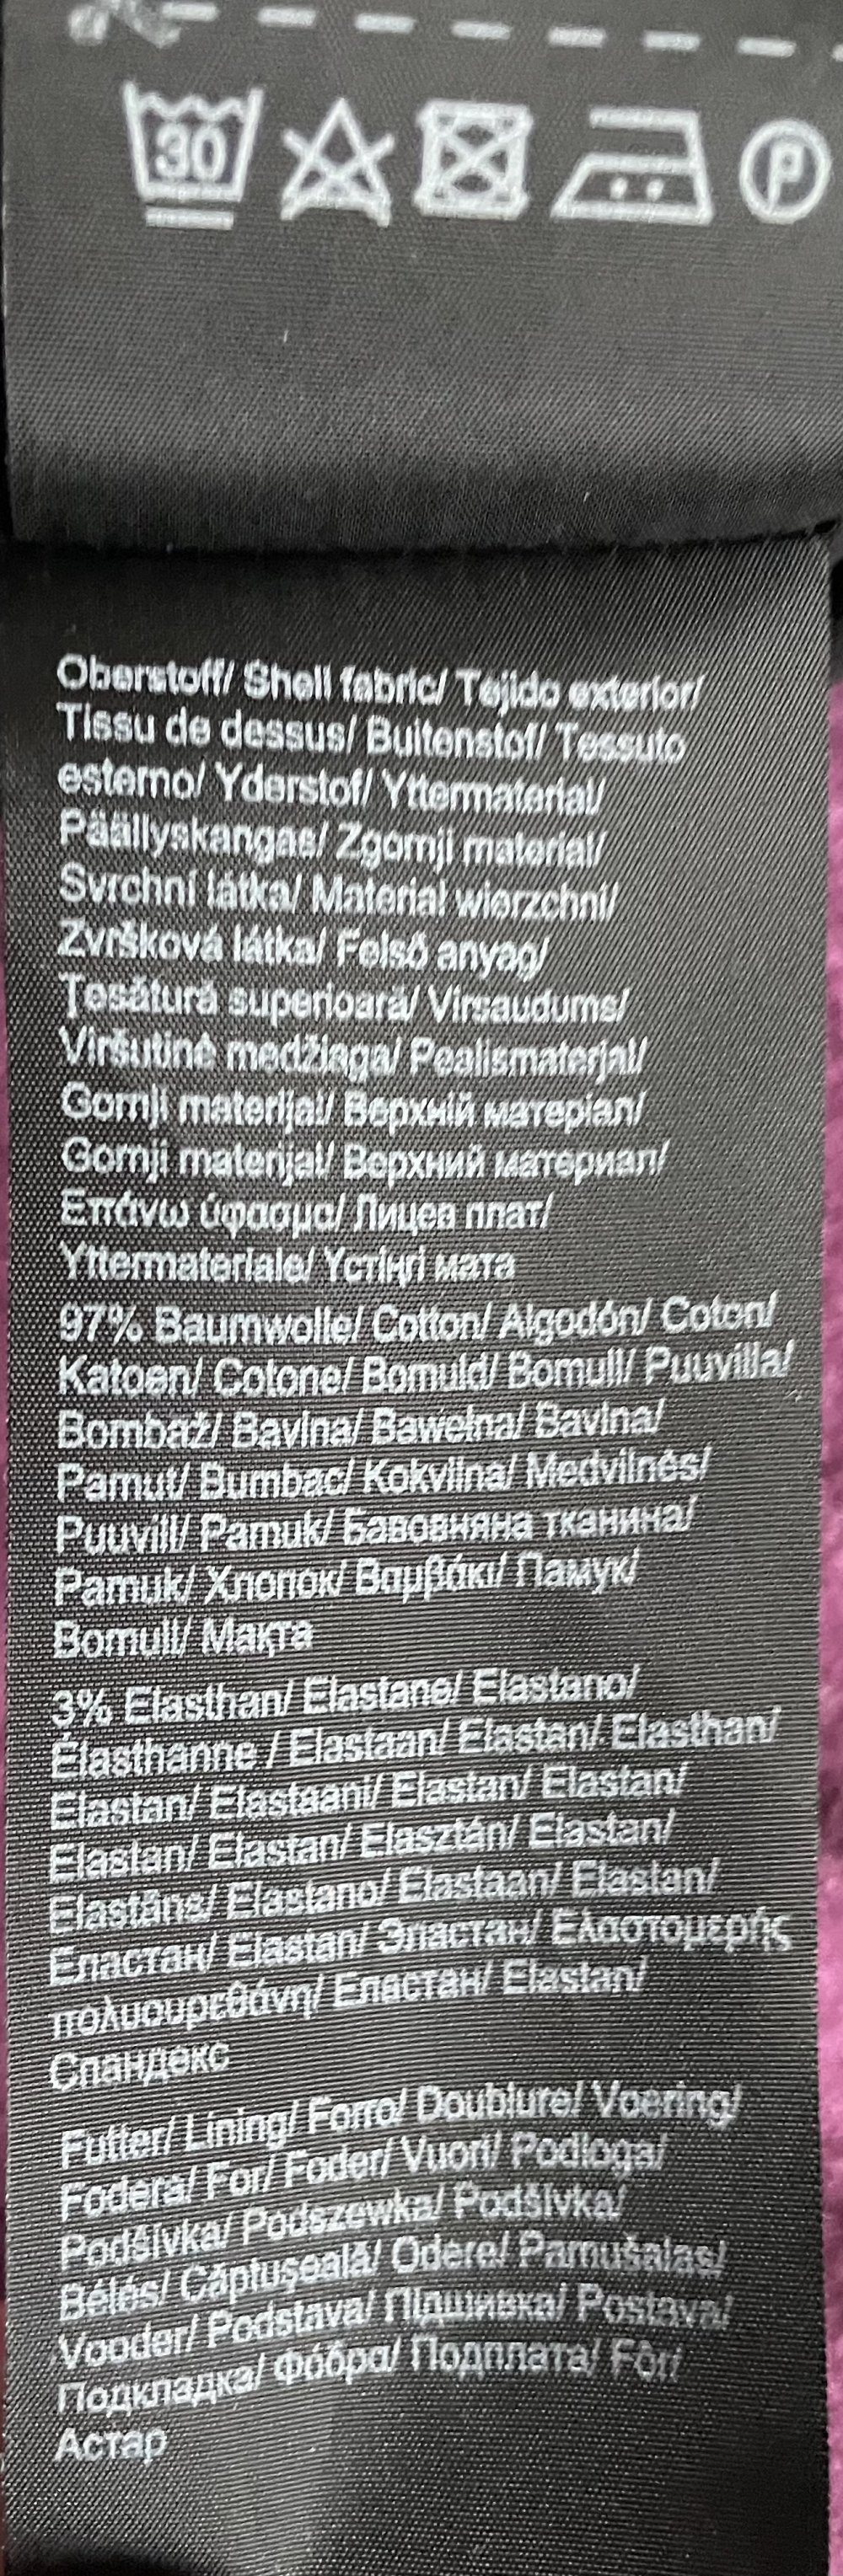 30
P
Oberstoff/ Shell fabric/ Tejido exterior/
Tissu de dessus/ Buitenstof/ Tessuto
esterno/ Yderstof/ Yttermaterial/
Päällyskangas/ Zgornji material/
Svrchní látka/ Materiał wierzchni/
Zvršková látka/ Felső anyag/
Țesătură superioară/ Virsaudums/
Viršutinė medžiaga/ Pealismaterjal/
Gornji materijal/ Верхній матеріал/
Gornji materijal/ Верхний материал/
Επάνω ύφασμα/ Лицев плат/
Yttermateriale/ Үстіңгі мата
97% Baumwolle/ Cotton/ Algodón/ Coton/
Katoen/ Cotone/ Bomuld/ Bomull/ Puuvilla/
Bombaž/ Bavlna/ Bawełna/ Bavlna/
Pamut/ Bumbac/ Kokvilna/ Medvilnės/
Puuvill/ Pamuk/ Бавовняна тканина/
Pamuk/ Хлопок/ Βαμβάκι/ Памук/
Bomull/ Мақта
3% Elasthan/ Elastane/ Elastano/
Élasthanne / Elastaan/ Elastan/ Elasthan/
Elastan/ Elastaani/ Elastan/ Elastan/
Elastan/ Elastan/ Elasztán/ Elastan/
Elastāns/ Elastano/ Elastaan/ Elastan/
Еластан/ Elastan/ Эластан/ Ελαστομερής
πολυουρεθάνη/ Еластан/ Elastan/
Спандекс
Futter/ Lining/ Forro/ Doublure/ Voering/
Fodera/ For/ Foder/ Vuori/ Podloga/
Podšívka/ Podszewka/ Podšívka/
Bélés/ Căptușeală/ Odere/ Pamušalas/
Vooder/ Podstava/ Підшивка/ Postava/
Подкладка/ Φόδρα/ Подплата/ Fôr/
Астар